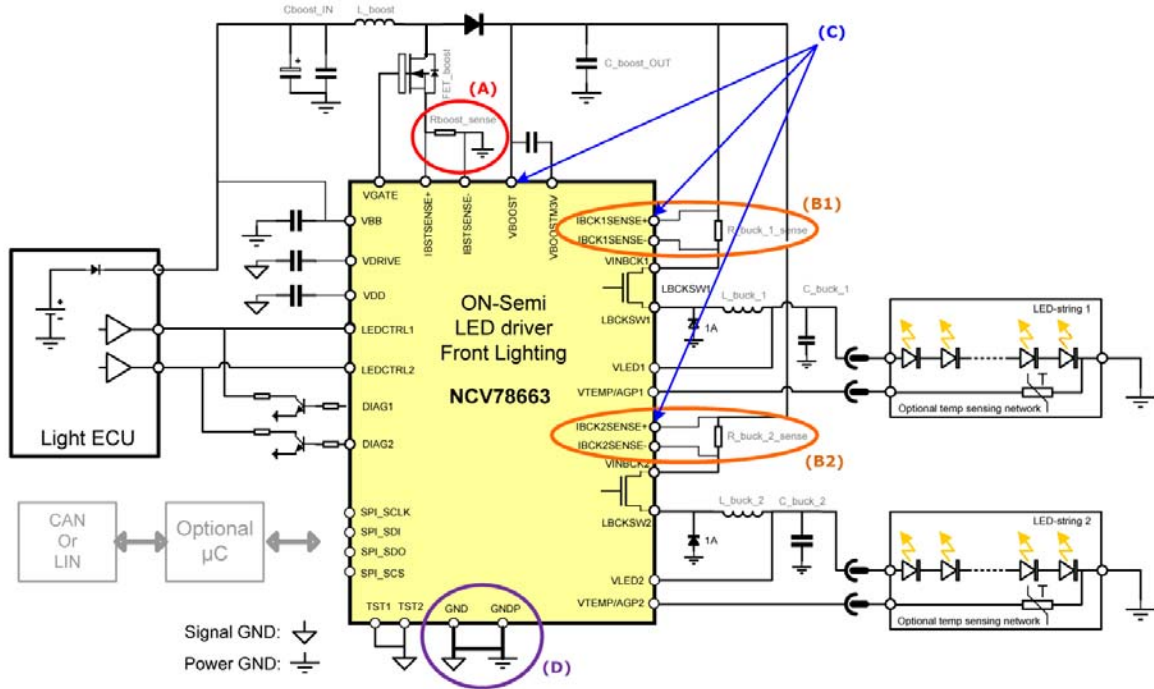 Cboost_IN
L_boost
FET_boost
C_boost_OUT
(C)
(A)
Rboost_sense
VGATE
IBSTSENSE+
IBSTSENSE-
VBOOST
VBOOSTM3V
VBB
VDRIVE
VDD
LEDCTRL1
LEDCTRL2
DIAG1
DIAG2
SPI_SCLK
SPI_SDI
SPI_SDO
SPI_SCS
TST1
TST2
GND
GNDP
ON-Semi
LED driver
Front Lighting
NCV78663
IBCK1SENSE+
IBCK1SENSE-
VINBCK1
LBCKSW1
LBCKSW1
VLED1
VTEMP/AGP1
IBCK2SENSE+
IBCK2SENSE-
VINBCK2
LBCKSW2
VLED2
VTEMP/AGP2
(B1)
R_buck_1_sense
L_buck_1
C_buck_1
1A
LED-string 1
T
Optional temp sensing network
R_buck_2_sense
(B2)
L_buck_2
C_buck_2
1A
LED-string 2
T
Optional temp sensing network
+
+
-
Light ECU
CAN
Or
LIN
Optional
µC
Signal GND:
Power GND:
(D)